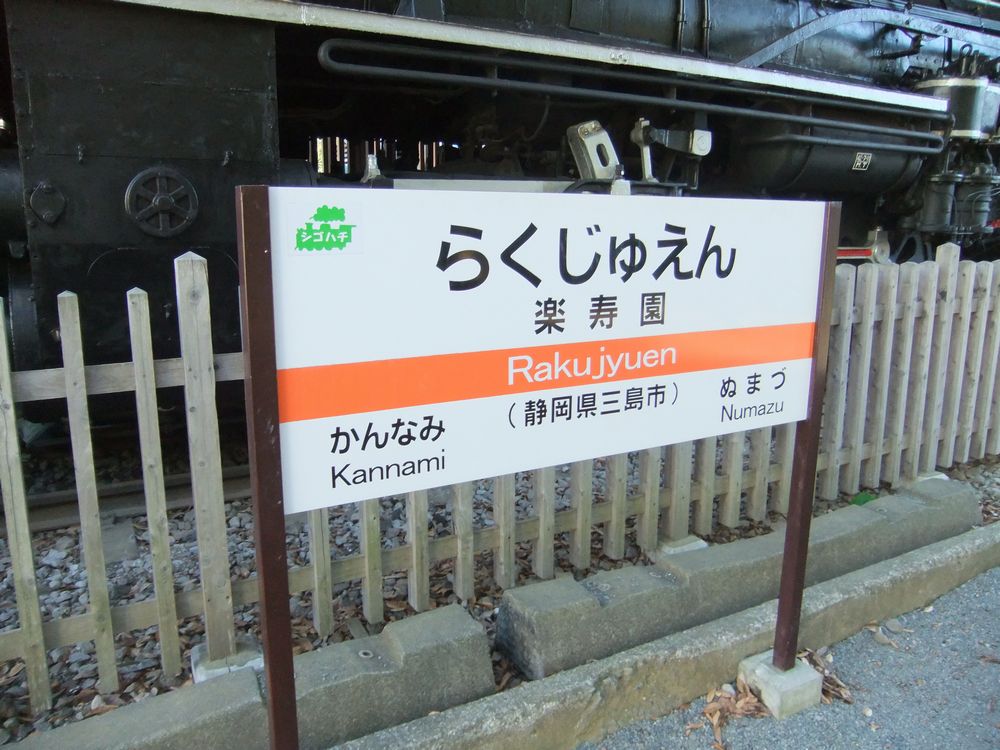 シゴハチ
らくじゅえん
楽寿園
Rakujyuen
(静岡県三島市)
かんなみ
Kannami
ぬまづ
Numazu